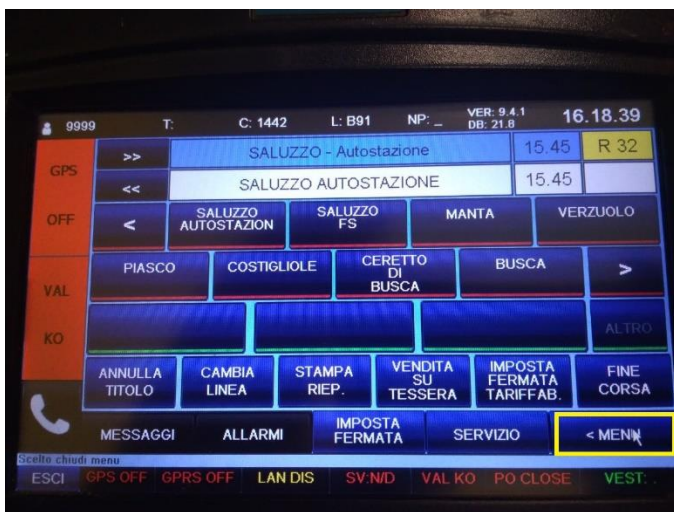 9999 T: C: 1442 L: B91 NP: _ VER: 9.4.1 DB: 21.8 16.18.39
GPS
OFF
VAL
KO
>> SALUZZO - Autostazione 15.45 R 32
<< SALUZZO AUTOSTAZIONE 15.45
< SALUZZO AUTOSTAZION SALUZZO FS MANTA VERZUOLO
PIASCO COSTIGLIOLE CERETTO DI BUSCA BUSCA >
ALTRO
ANNULLA TITOLO CAMBIA LINEA STAMPA RIEP. VENDITA SU TESSERA IMPOSTA FERMATA TARIFFAB. FINE CORSA
MESSAGGI ALLARMI IMPOSTA FERMATA SERVIZIO < MENU
Scelto chiudi menu
ESCI GPS OFF GPRS OFF LAN DIS SV:N/D VAL KO PO CLOSE VEST: .